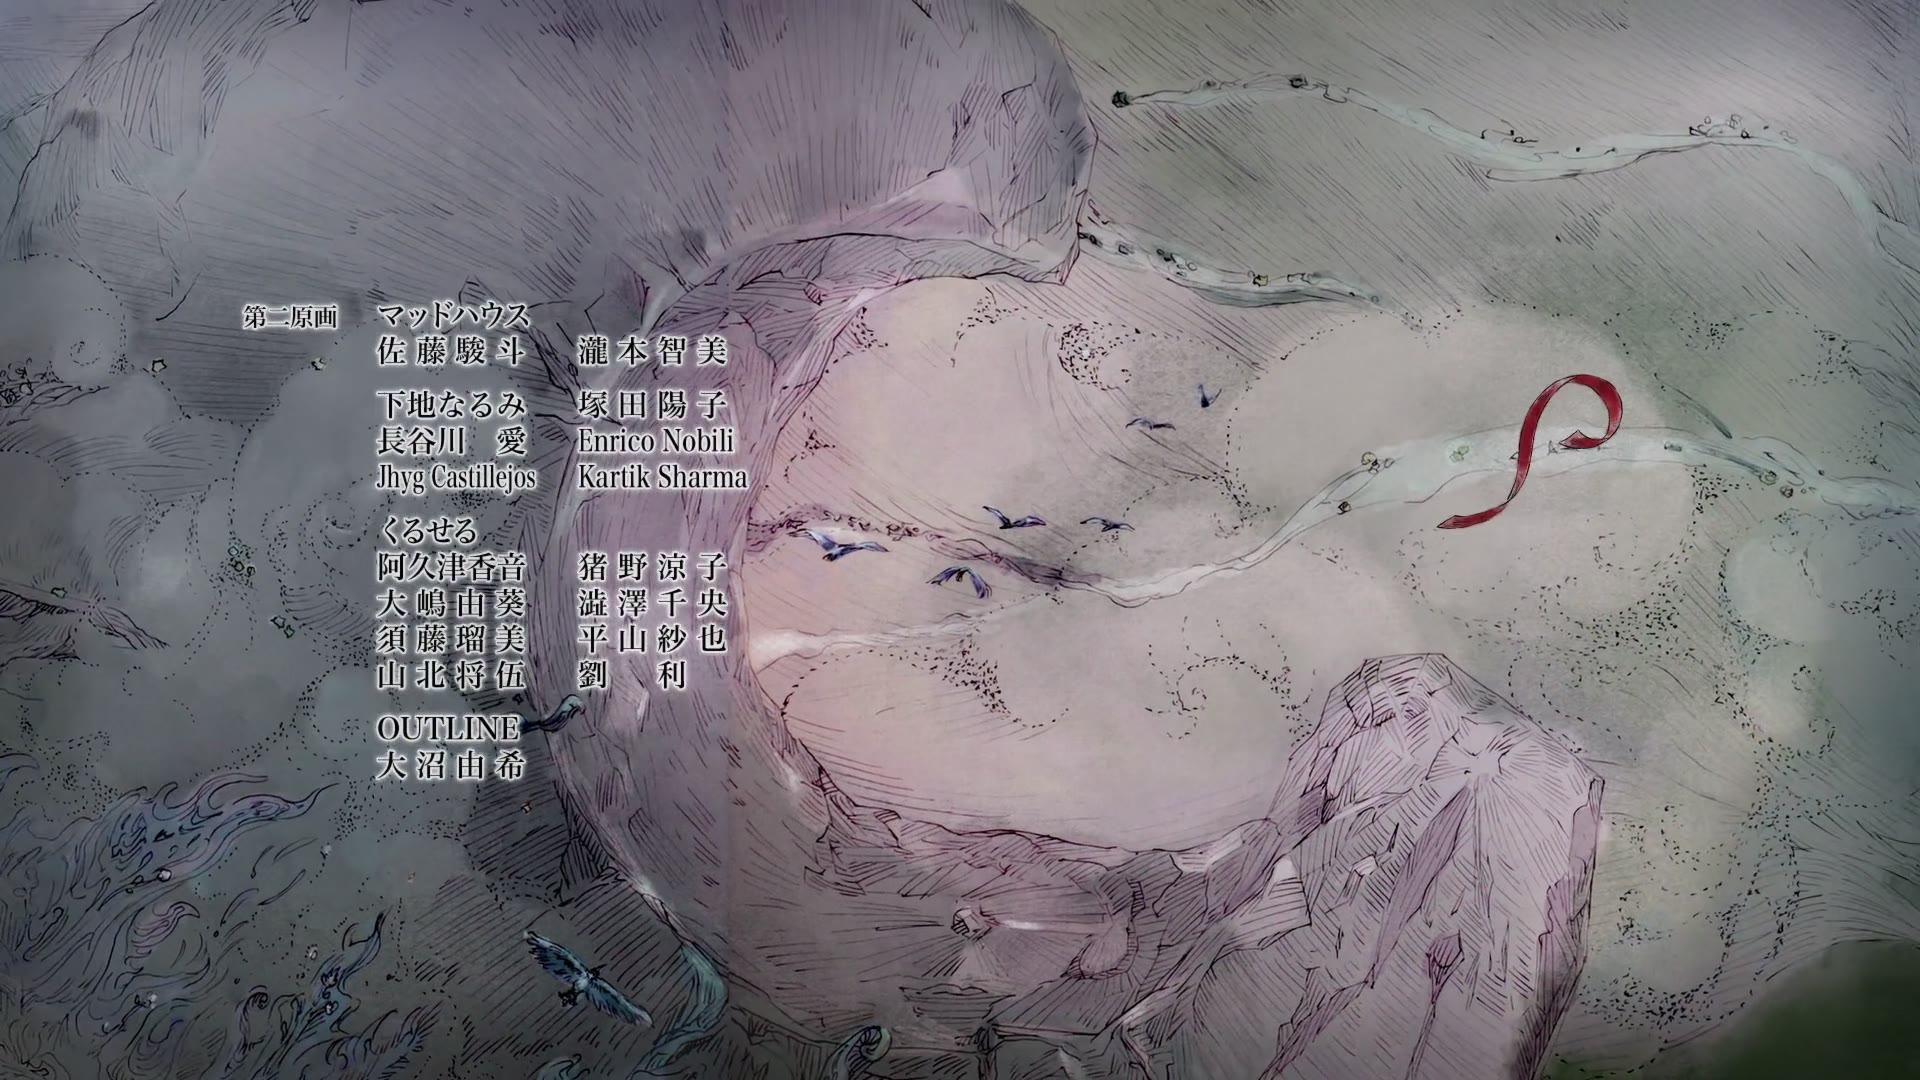 第二原画 マッドハウス
佐藤駿斗 瀧本智美
下地なるみ 塚田陽子
長谷川 愛 Enrico Nobili
Jhyg Castillejos Kartik Sharma
くるせる
阿久津香音 猪野涼子
大嶋由葵 澁澤千央
須藤瑠美 平山紗也
山北将伍 劉 利
OUTLINE
大沼由希